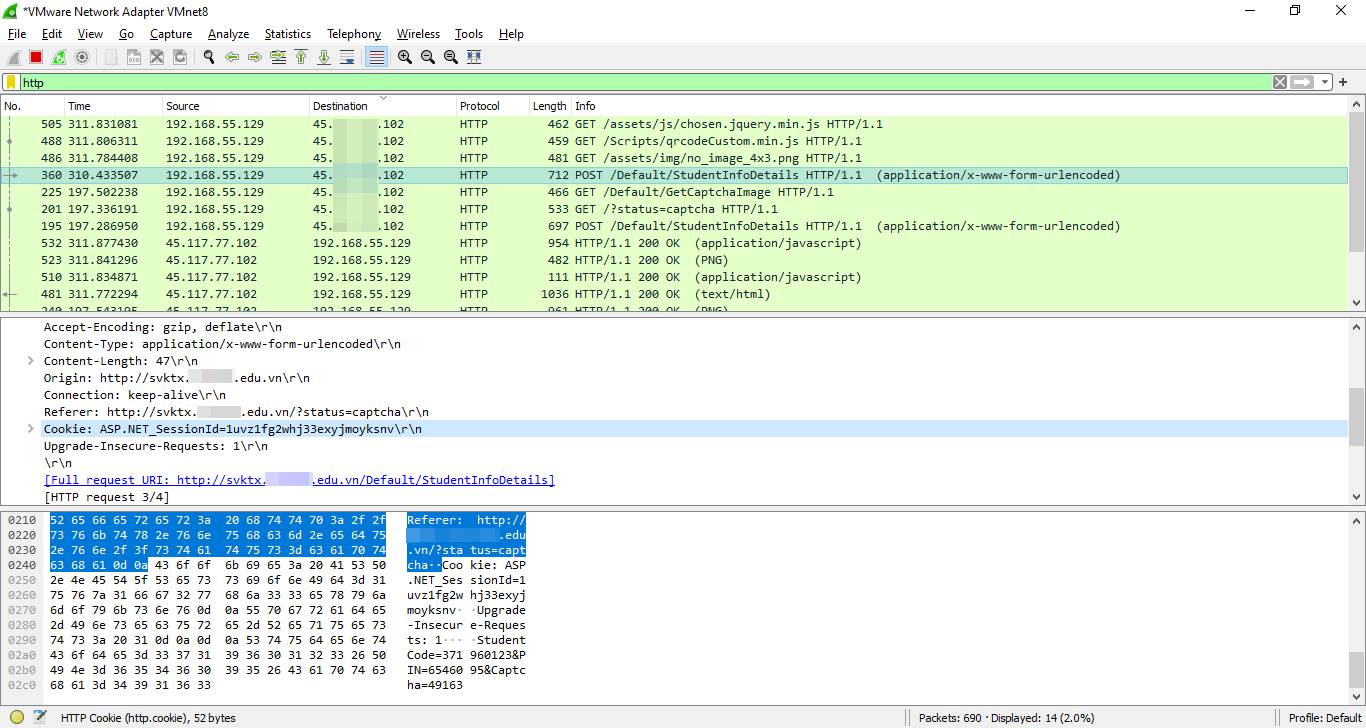 *VMware Network Adapter VMnet8
File Edit View Go Capture Analyze Statistics Telephony Wireless Tools Help
http
No. Time Source Destination Protocol Length Info
505 311.831081 192.168.55.129 45. .102 HTTP 462 GET /assets/js/chosen.jquery.min.js HTTP/1.1
488 311.806311 192.168.55.129 45. .102 HTTP 459 GET /Scripts/qrcodeCustom.min.js HTTP/1.1
486 311.784408 192.168.55.129 45. .102 HTTP 481 GET /assets/img/no_image_4x3.png HTTP/1.1
360 310.433507 192.168.55.129 45. .102 HTTP 712 POST /Default/StudentInfoDetails HTTP/1.1 (application/x-www-form-urlencoded)
225 197.502238 192.168.55.129 45. .102 HTTP 466 GET /Default/GetCaptchaImage HTTP/1.1
201 197.336191 192.168.55.129 45. .102 HTTP 533 GET /?status=captcha HTTP/1.1
195 197.286950 192.168.55.129 45. .102 HTTP 697 POST /Default/StudentInfoDetails HTTP/1.1 (application/x-www-form-urlencoded)
532 311.877430 45.117.77.102 192.168.55.129 HTTP 954 HTTP/1.1 200 OK (application/javascript)
523 311.841296 45.117.77.102 192.168.55.129 HTTP 482 HTTP/1.1 200 OK (PNG)
510 311.834871 45.117.77.102 192.168.55.129 HTTP 111 HTTP/1.1 200 OK (application/javascript)
481 311.772294 45.117.77.102 192.168.55.129 HTTP 1036 HTTP/1.1 200 OK (text/html)
240 197.543195 45.117.77.102 192.168.55.129 HTTP 961 HTTP/1.1 200 OK (PNG)
Accept-Encoding: gzip, deflate\r\n
Content-Type: application/x-www-form-urlencoded\r\n
Content-Length: 47\r\n
Origin: http://svktx. .edu.vn\r\n
Connection: keep-alive\r\n
Referer: http://svktx. .edu.vn/?status=captcha\r\n
Cookie: ASP.NET_SessionId=1uvz1fg2whj33exyjmoyksnv\r\n
Upgrade-Insecure-Requests: 1\r\n
\r\n
[Full request URI: http://svktx. .edu.vn/Default/StudentInfoDetails]
[HTTP request 3/4]
0210 52 65 66 65 72 65 72 3a 20 68 74 74 70 3a 2f 2f Referer: http://
0220 73 76 6b 74 78 2e 76 6e 75 68 63 6d 2e 65 64 75 .edu
0230 2e 76 6e 2f 3f 73 74 61 74 75 73 3d 63 61 70 74 .vn/?sta tus=capt
0240 63 68 61 0d 0a 43 6f 6f 6b 69 65 3a 20 41 53 50 cha··Coo kie: ASP
0250 2e 4e 45 54 5f 53 65 73 73 69 6f 6e 49 64 3d 31 .NET_Ses sionId=1
0260 75 76 7a 31 66 67 32 77 68 6a 33 33 65 78 79 6a uvz1fg2w hj33exyj
0270 6d 6f 79 6b 73 6e 76 0d 0a 55 70 67 72 61 64 65 moyksnv· ·Upgrade
0280 2d 49 6e 73 65 63 75 72 65 2d 52 65 71 75 65 73 -Insecur e-Reques
0290 74 73 3a 20 31 0d 0a 0d 0a 53 74 75 64 65 6e 74 ts: 1··· ·Student
02a0 43 6f 64 65 3d 33 37 31 39 36 30 31 32 33 26 50 Code=371 960123&P
02b0 49 4e 3d 36 35 34 36 30 39 35 26 43 61 70 74 63 IN=65460 95&Captc
02c0 68 61 3d 34 39 31 36 33 ha=49163
HTTP Cookie (http.cookie), 52 bytes Packets: 690 · Displayed: 14 (2.0%) Profile: Default